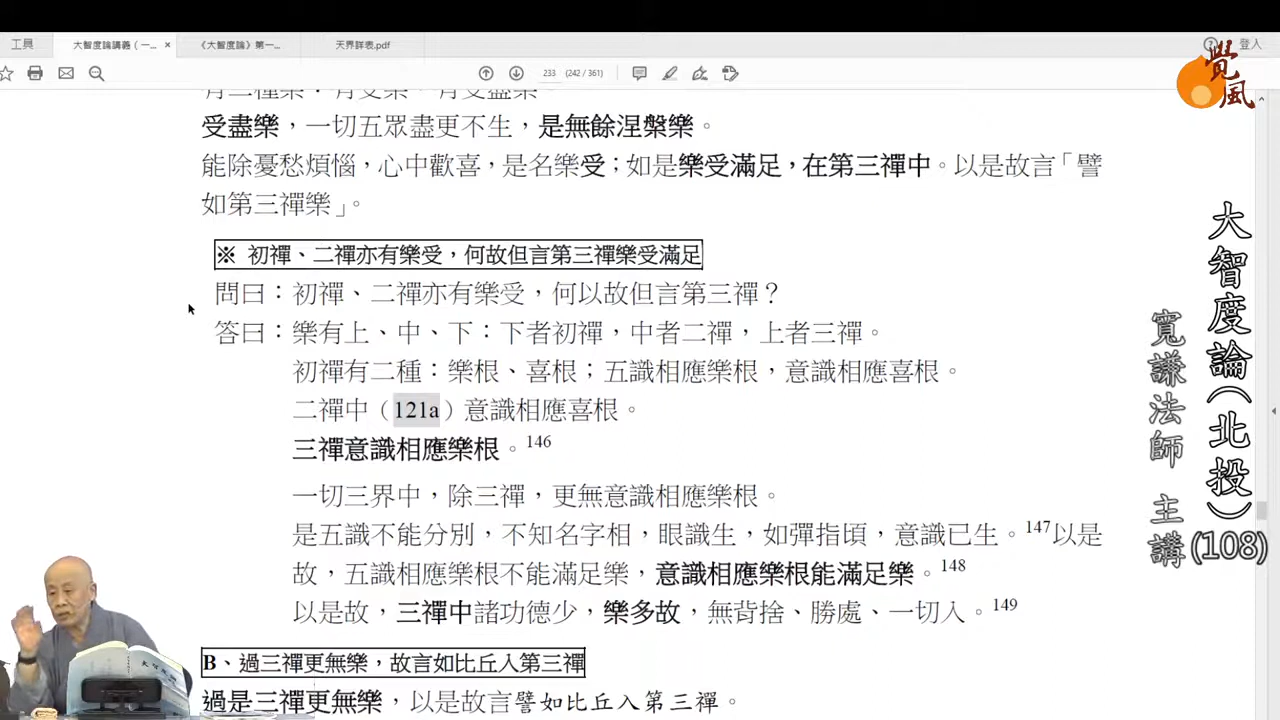 工具
大智度論講義（一...
《大智度論》第一...
天界詳表.pdf
登入
233 (242 / 361)
覺風
受盡樂，一切五眾盡更不生，是無餘涅槃樂。
能除憂愁煩惱，心中歡喜，是名樂受；如是樂受滿足，在第三禪中。以是故言「譬
如第三禪樂」。
※ 初禪、二禪亦有樂受，何故但言第三禪樂受滿足
問曰：初禪、二禪亦有樂受，何以故但言第三禪？
答曰：樂有上、中、下：下者初禪，中者二禪，上者三禪。
初禪有二種：樂根、喜根；五識相應樂根，意識相應喜根。
二禪中（121a）意識相應喜根。
三禪意識相應樂根。146
一切三界中，除三禪，更無意識相應樂根。
是五識不能分別，不知名字相，眼識生，如彈指頃，意識已生。147以是
故，五識相應樂根不能滿足樂，意識相應樂根能滿足樂。148
以是故，三禪中諸功德少，樂多故，無背捨、勝處、一切入。149
B、過三禪更無樂，故言如比丘入第三禪
過是三禪更無樂，以是故言譬如比丘入第三禪。
大智度論（北投）(108)
寬謙法師 主講